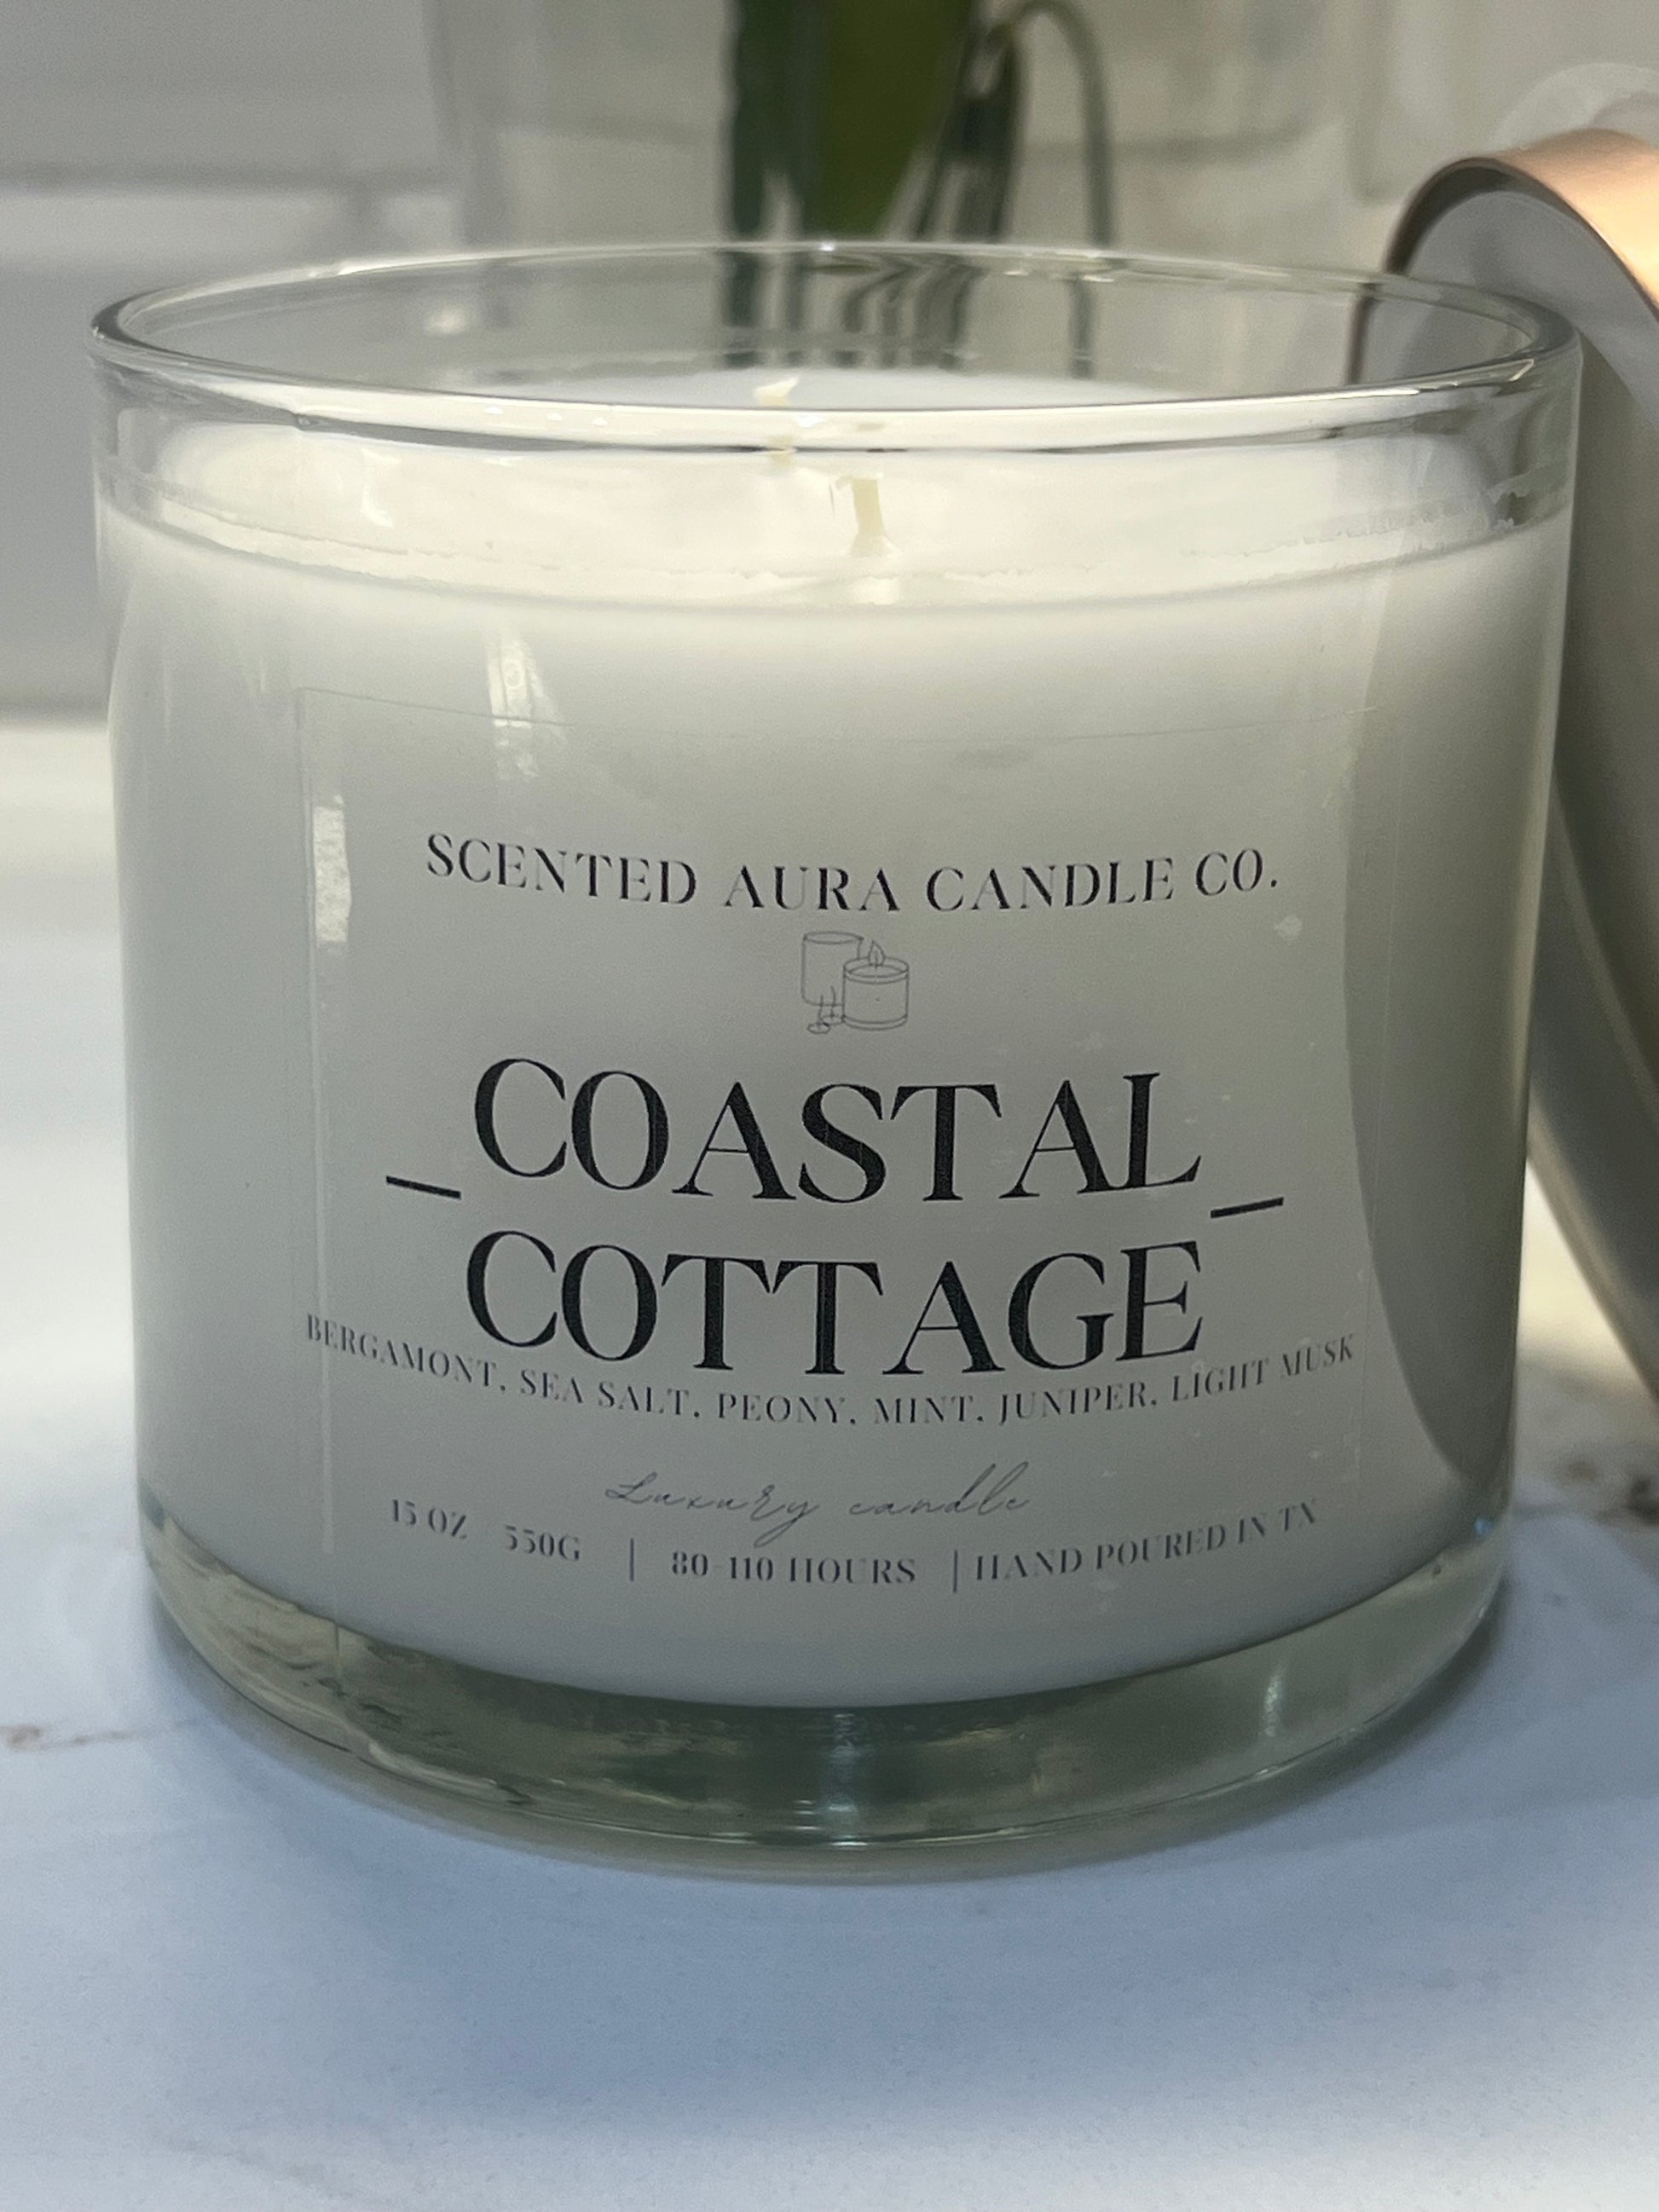 SCENTED AURA CANDLE CO.
_COASTAL_
COTTAGE
BERGAMONT, SEA SALT, PEONY, MINT, JUNIPER, LIGHT MUSK
Luxury candle
15 OZ 550G | 80-110 HOURS | HAND POURED IN TX